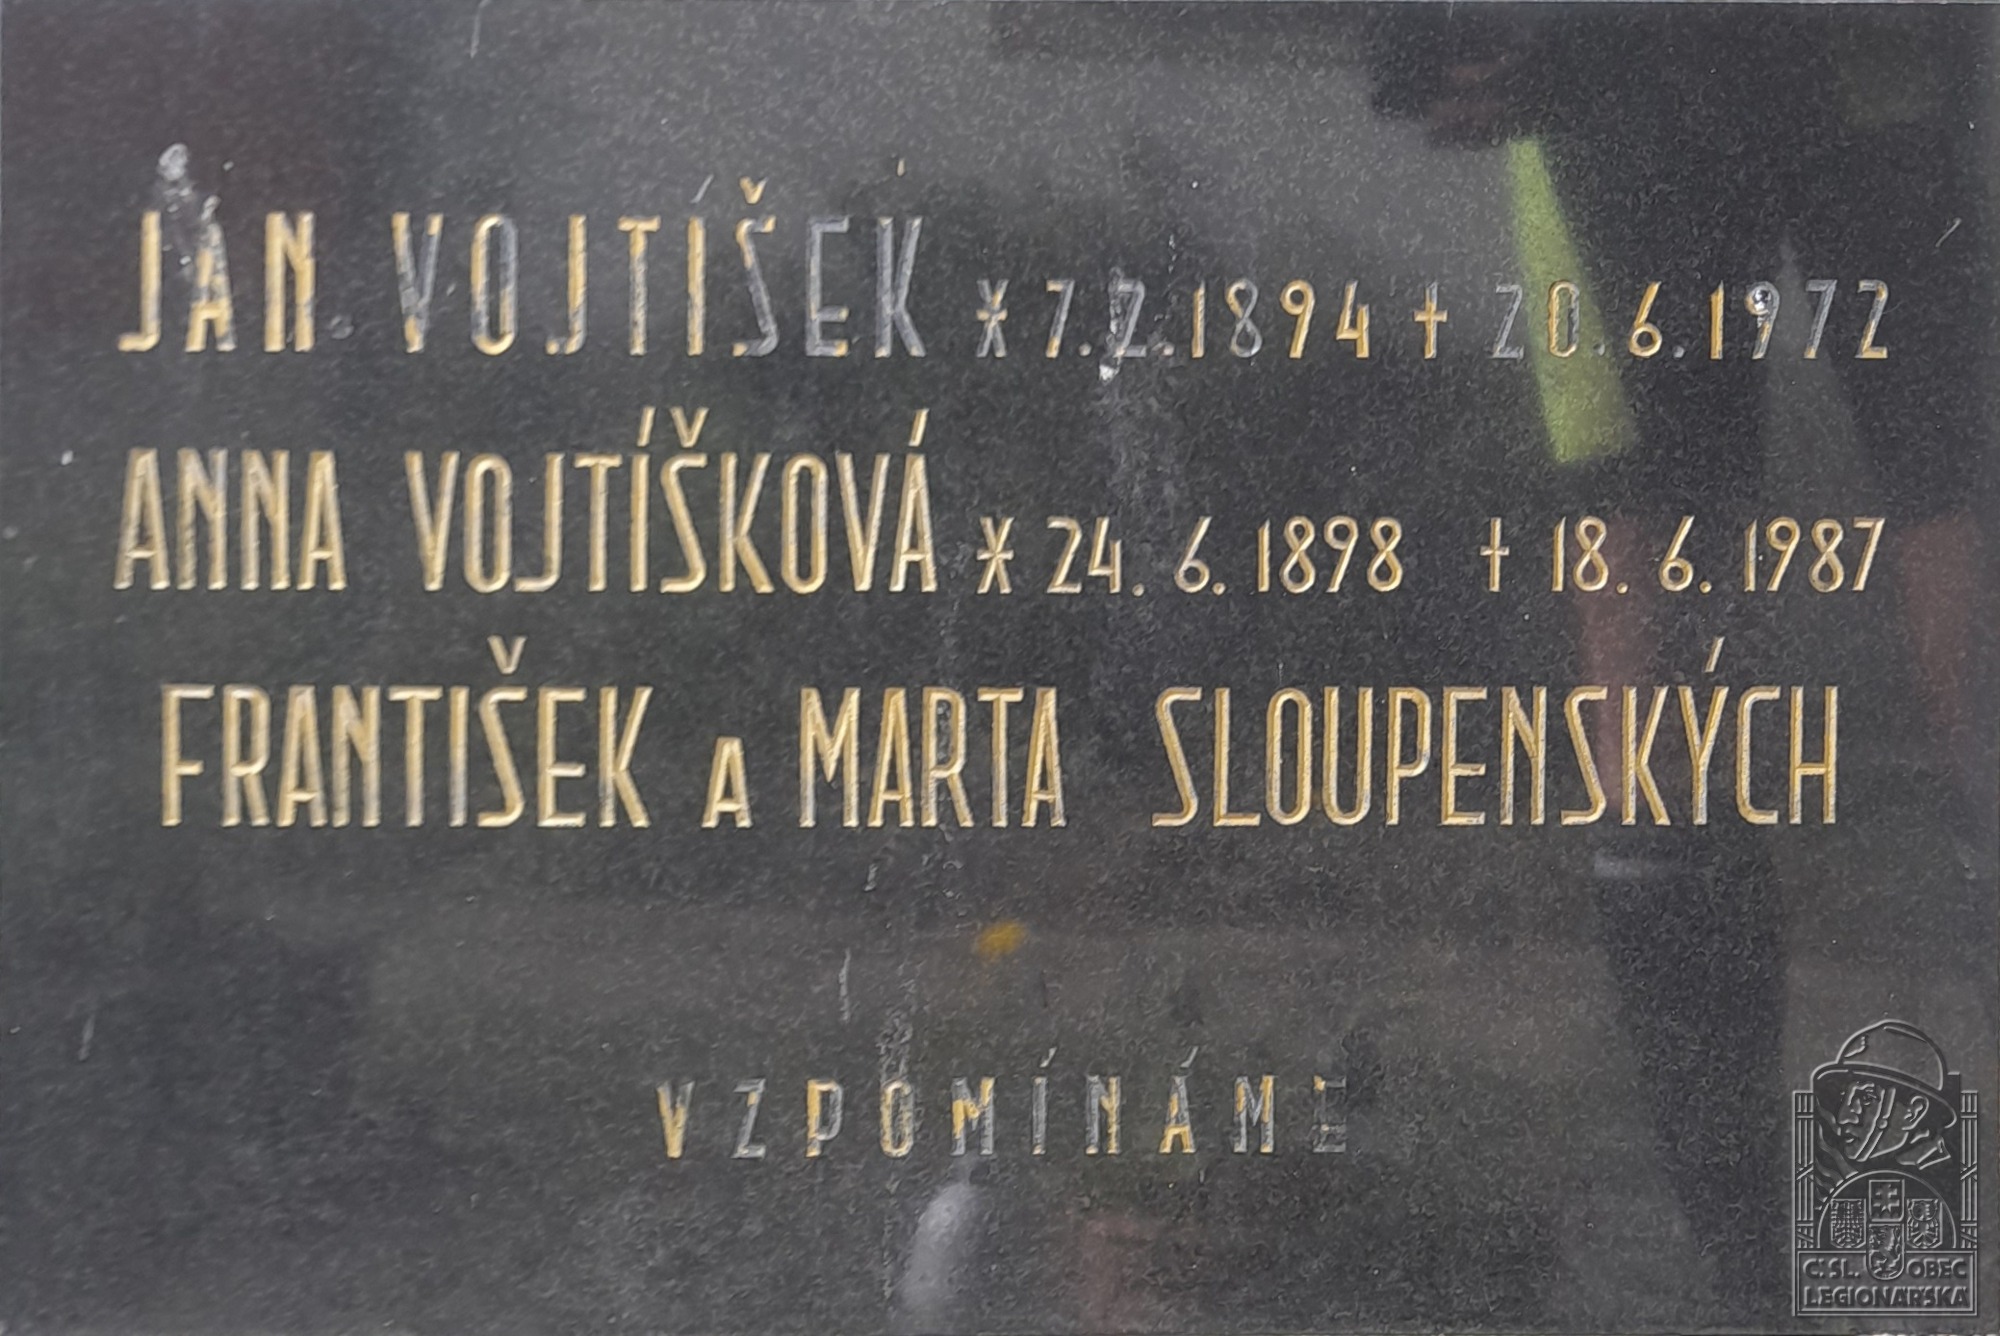 JAN VOJTÍŠEK * 7.2.1894 † 20.6.1972
ANNA VOJTÍŠKOVÁ * 24. 6. 1898 † 18. 6. 1987
FRANTIŠEK A MARTA SLOUPENSKÝCH
VZPOMÍNÁME
Č.SL. OBEC
LEGIONÁŘSKÁ